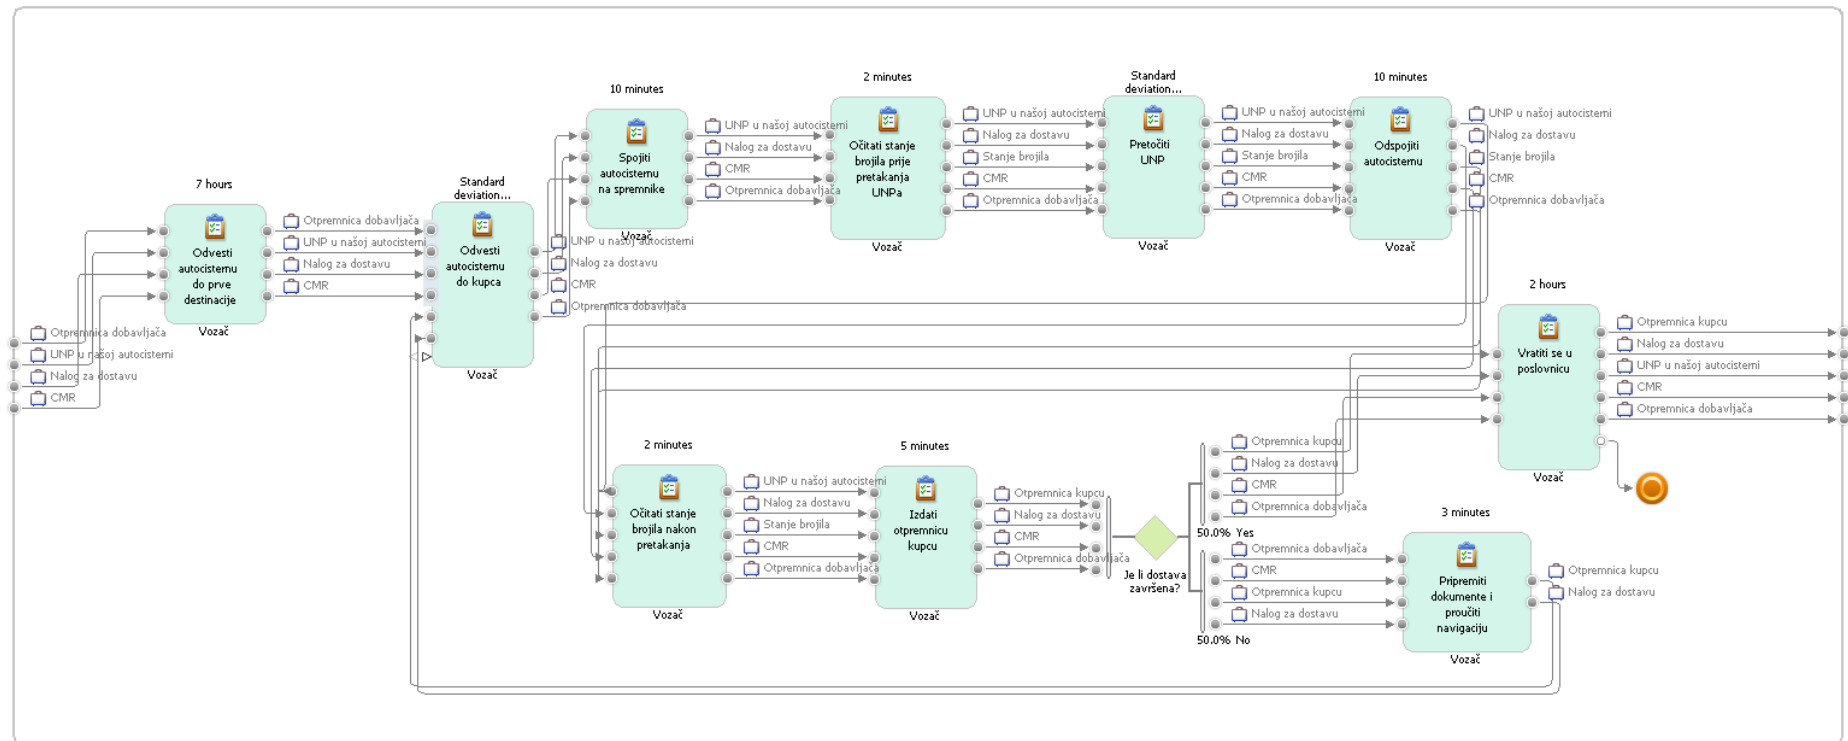 Otpremnica dobavljača
UNP u našoj autocisterni
Nalog za dostavu
CMR
7 hours
Odvesti
autocisternu
do prve
destinacije
Vozač
Otpremnica dobavljača
UNP u našoj autocisterni
Nalog za dostavu
CMR
Standard
deviation...
Odvesti
autocisternu
do kupca
Vozač
UNP u našoj autocisterni
Nalog za dostavu
CMR
Otpremnica dobavljača
10 minutes
Spojiti
autocisternu
na spremnike
Vozač
UNP u našoj autocisterni
Nalog za dostavu
CMR
Otpremnica dobavljača
2 minutes
Očitati stanje
brojila prije
pretakanja
UNPa
Vozač
UNP u našoj autocisterni
Nalog za dostavu
Stanje brojila
CMR
Otpremnica dobavljača
Standard
deviation...
Pretočiti
UNP
Vozač
UNP u našoj autocisterni
Nalog za dostavu
Stanje brojila
CMR
Otpremnica dobavljača
10 minutes
Odspojiti
autocisternu
Vozač
UNP u našoj autocisterni
Nalog za dostavu
Stanje brojila
CMR
Otpremnica dobavljača
2 minutes
Očitati stanje
brojila nakon
pretakanja
Vozač
UNP u našoj autocisterni
Nalog za dostavu
Stanje brojila
CMR
Otpremnica dobavljača
5 minutes
Izdati
otpremnicu
kupcu
Vozač
Otpremnica kupcu
Nalog za dostavu
CMR
Otpremnica dobavljača
Je li dostava
završena?
Otpremnica kupcu
Nalog za dostavu
CMR
Otpremnica dobavljača
50.0% Yes
Otpremnica dobavljača
CMR
Otpremnica kupcu
Nalog za dostavu
50.0% No
3 minutes
Pripremiti
dokumente i
proučiti
navigaciju
Vozač
Otpremnica kupcu
Nalog za dostavu
2 hours
Vratiti se u
poslovnicu
Vozač
Otpremnica kupcu
Nalog za dostavu
UNP u našoj autocisterni
CMR
Otpremnica dobavljača